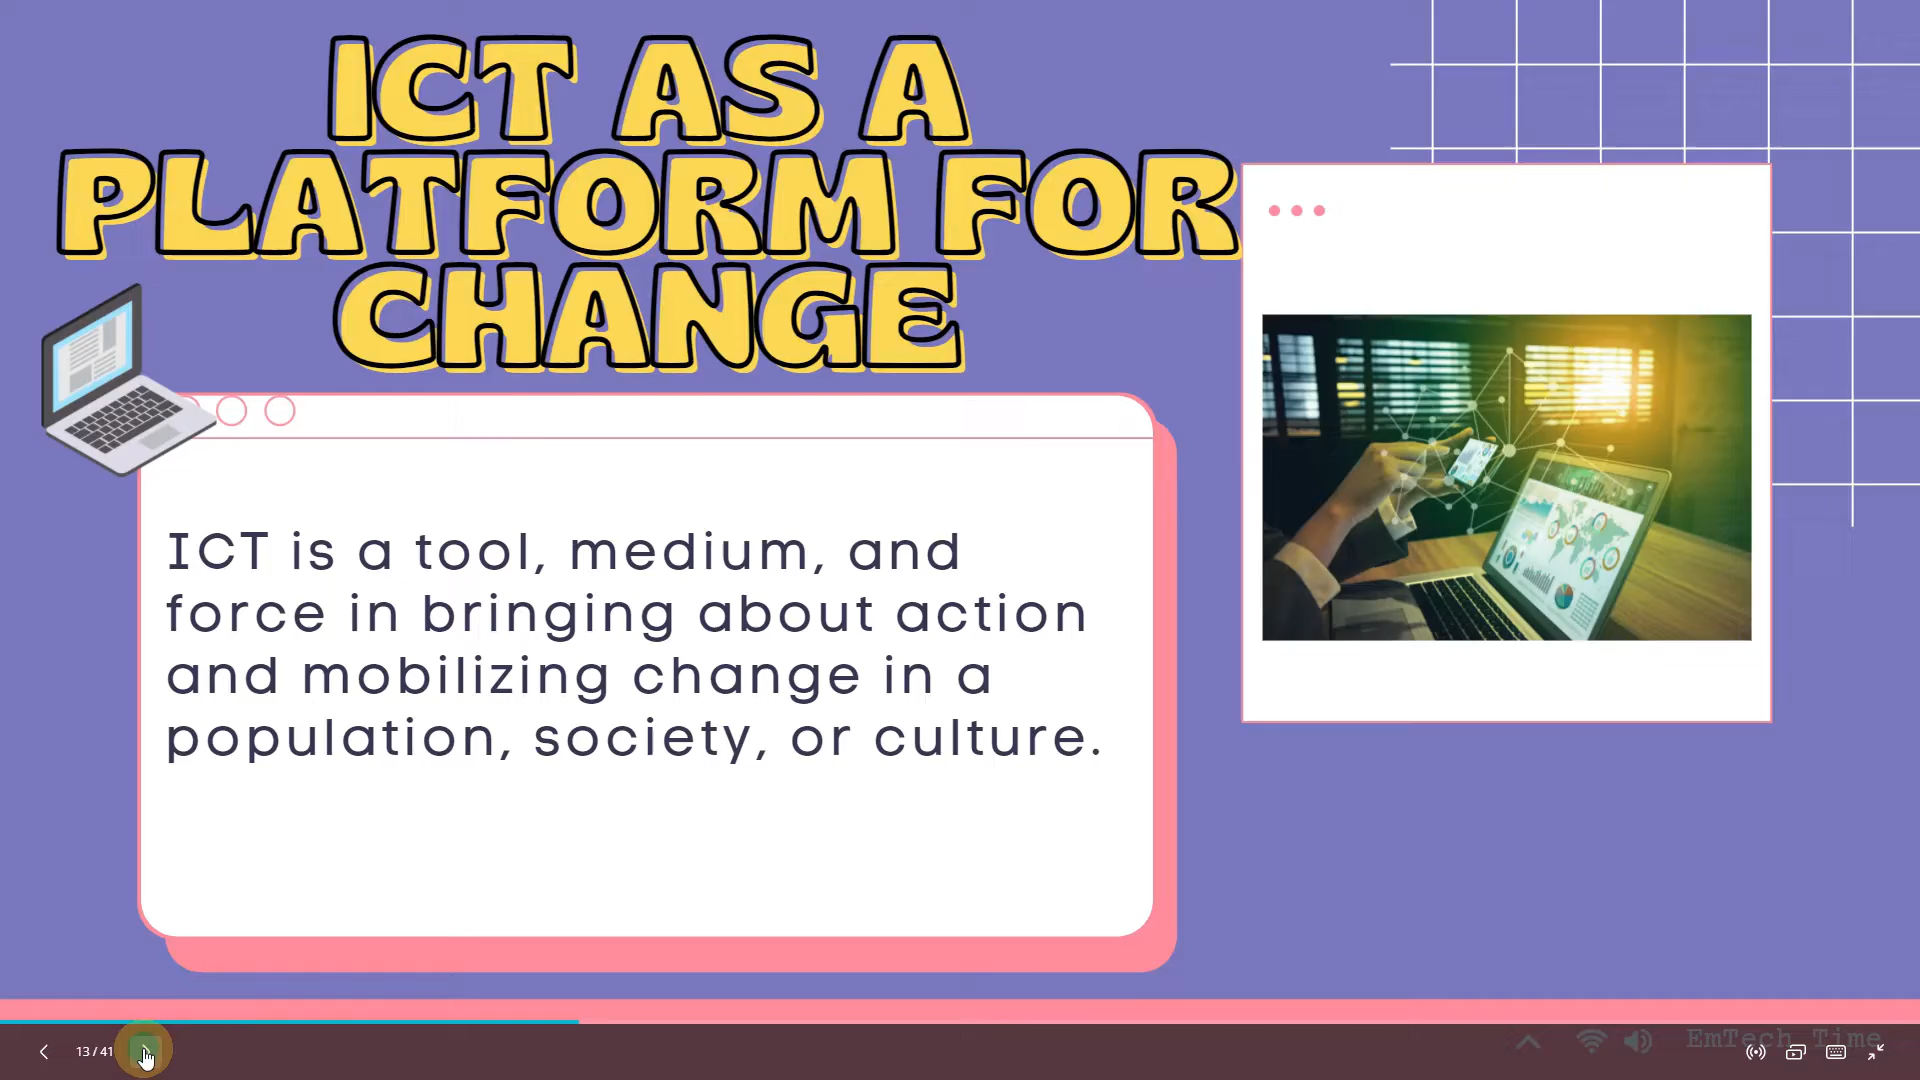 ICT AS A
PLATFORM FOR
CHANGE
ICT is a tool, medium, and
force in bringing about action
and mobilizing change in a
population, society, or culture.
13 / 41
EmTech Time